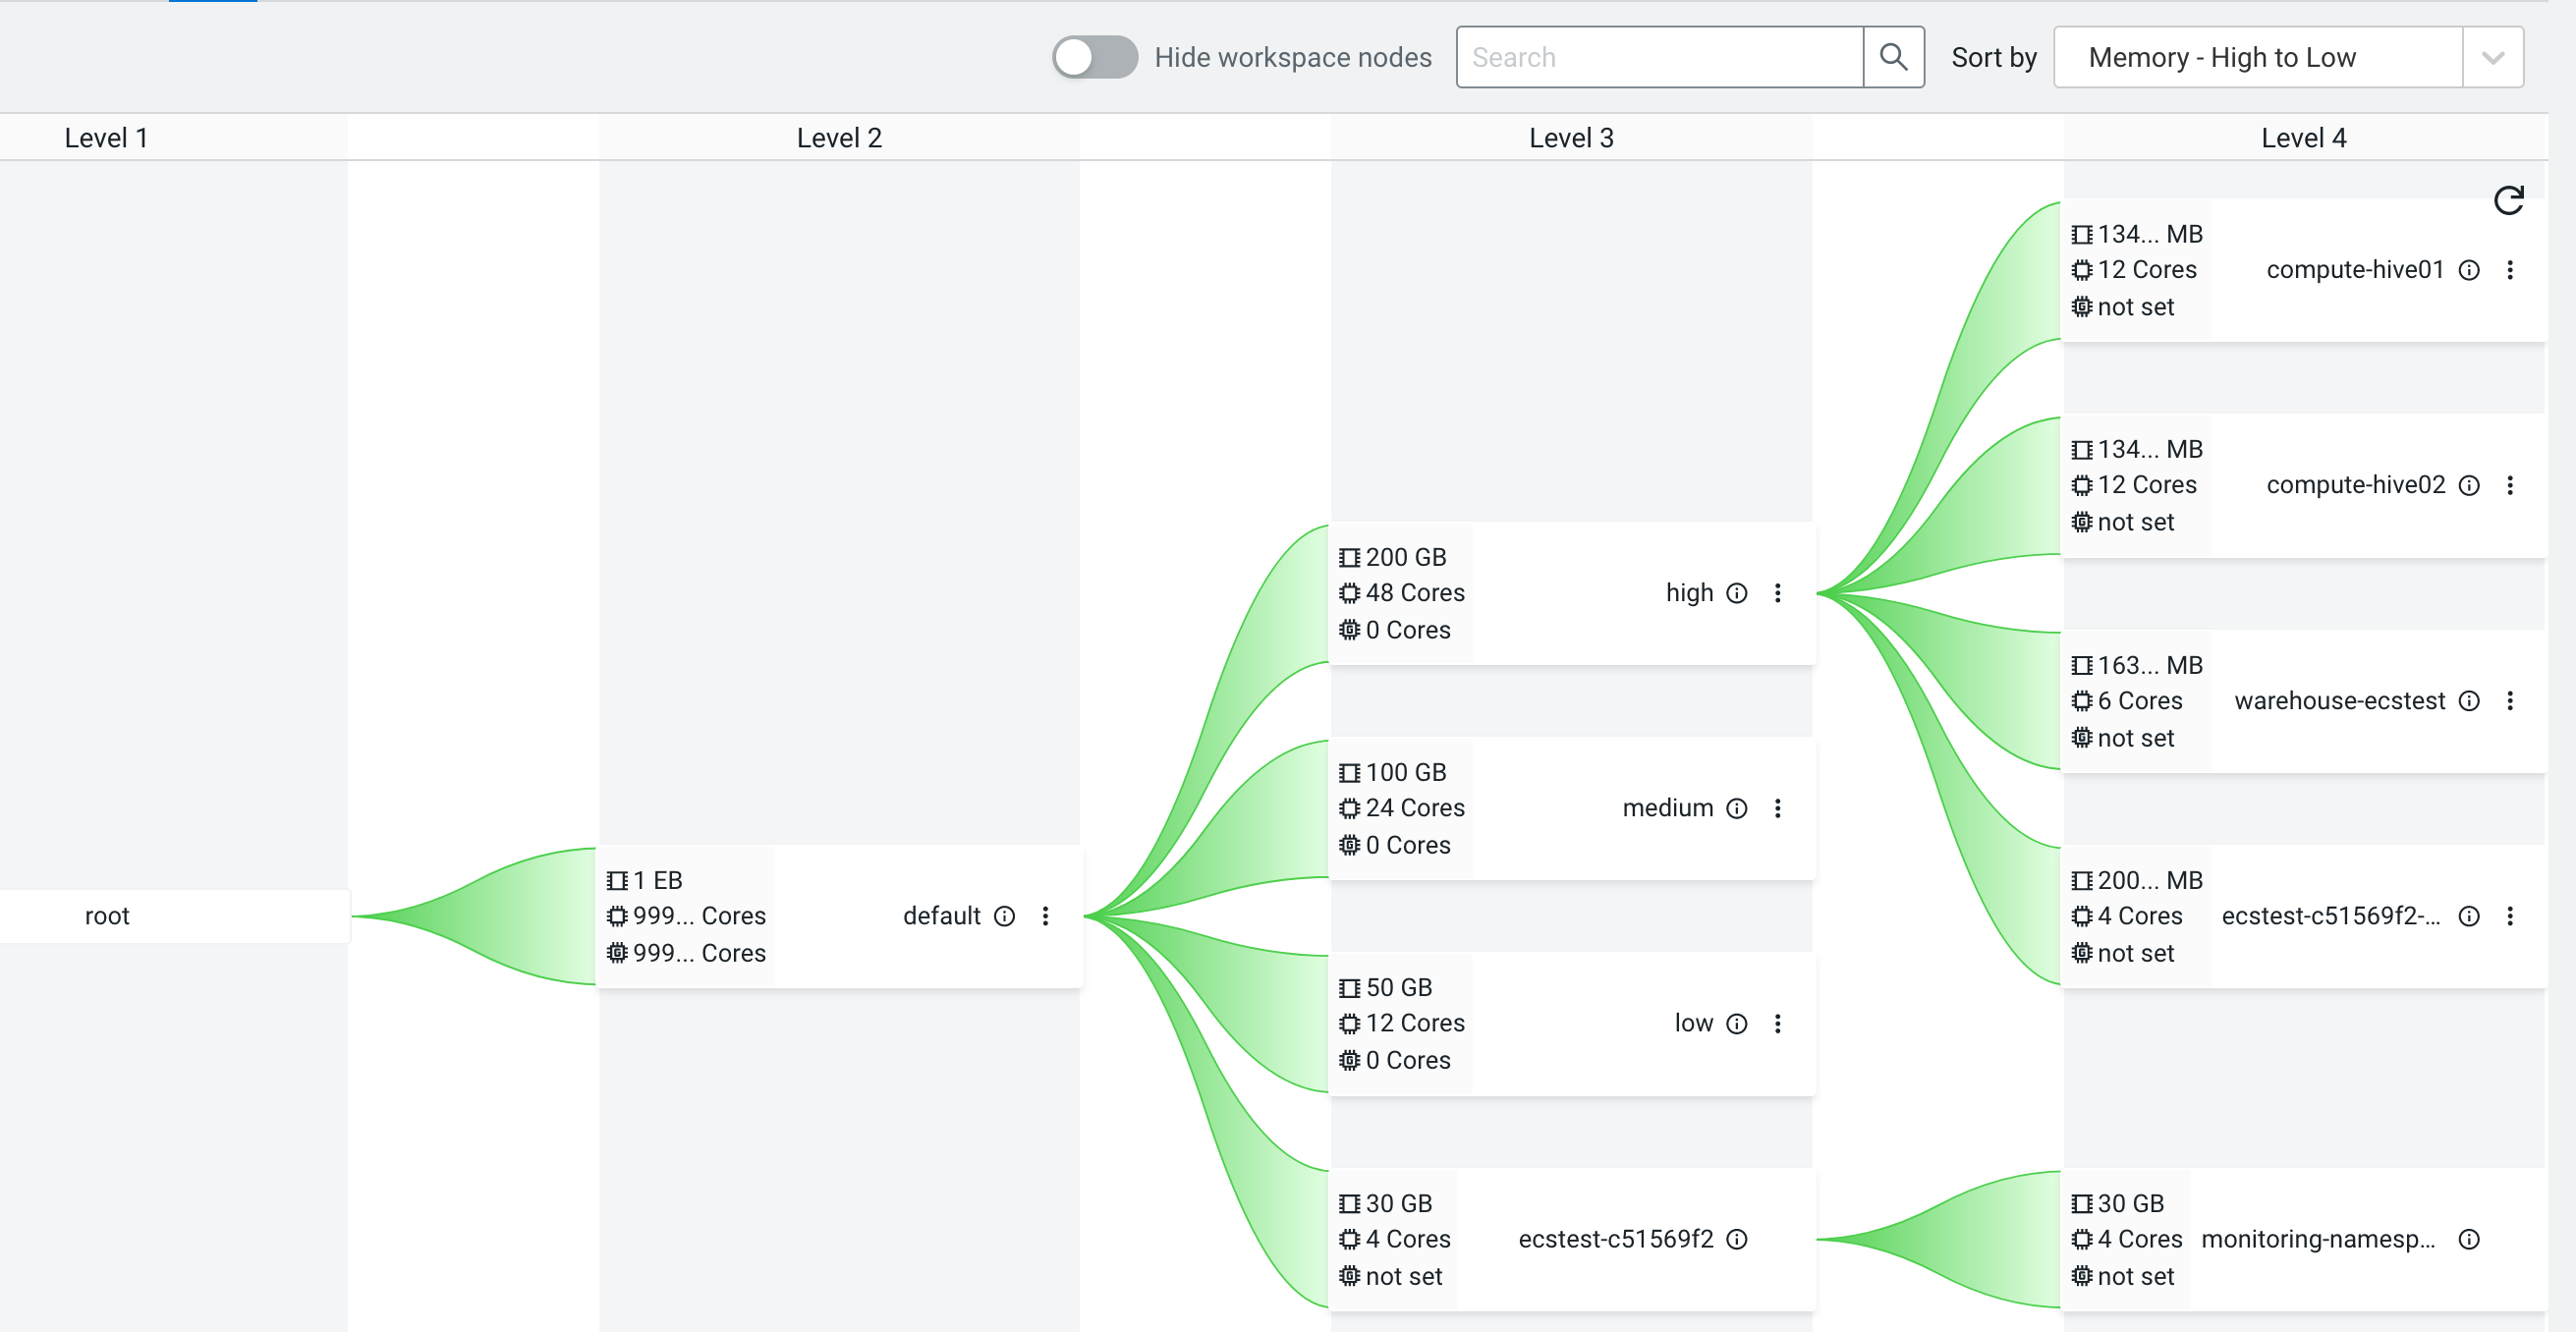 Hide workspace nodes
Search
Sort by
Memory - High to Low
Level 1
Level 2
Level 3
Level 4
root
1 EB
999... Cores
999... Cores
default
200 GB
48 Cores
0 Cores
high
100 GB
24 Cores
0 Cores
medium
50 GB
12 Cores
0 Cores
low
30 GB
4 Cores
not set
ecstest-c51569f2
134... MB
12 Cores
not set
compute-hive01
134... MB
12 Cores
not set
compute-hive02
163... MB
6 Cores
not set
warehouse-ecstest
200... MB
4 Cores
not set
ecstest-c51569f2-...
30 GB
4 Cores
not set
monitoring-namesp...